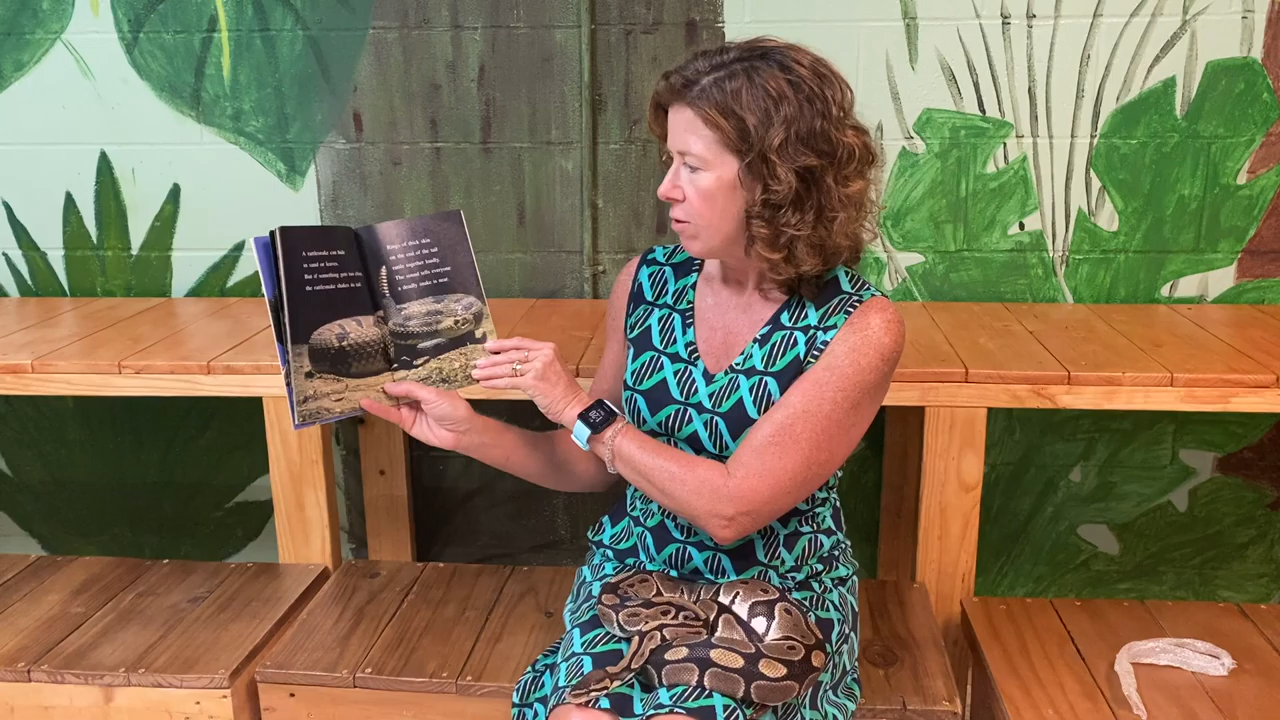 A rattlesnake can hide
in sand or leaves.
But if something gets too close,
the rattlesnake shakes its tail.
Rings of thick skin
on the end of the tail
rattle together loudly.
The sound tells everyone
a deadly snake is near.